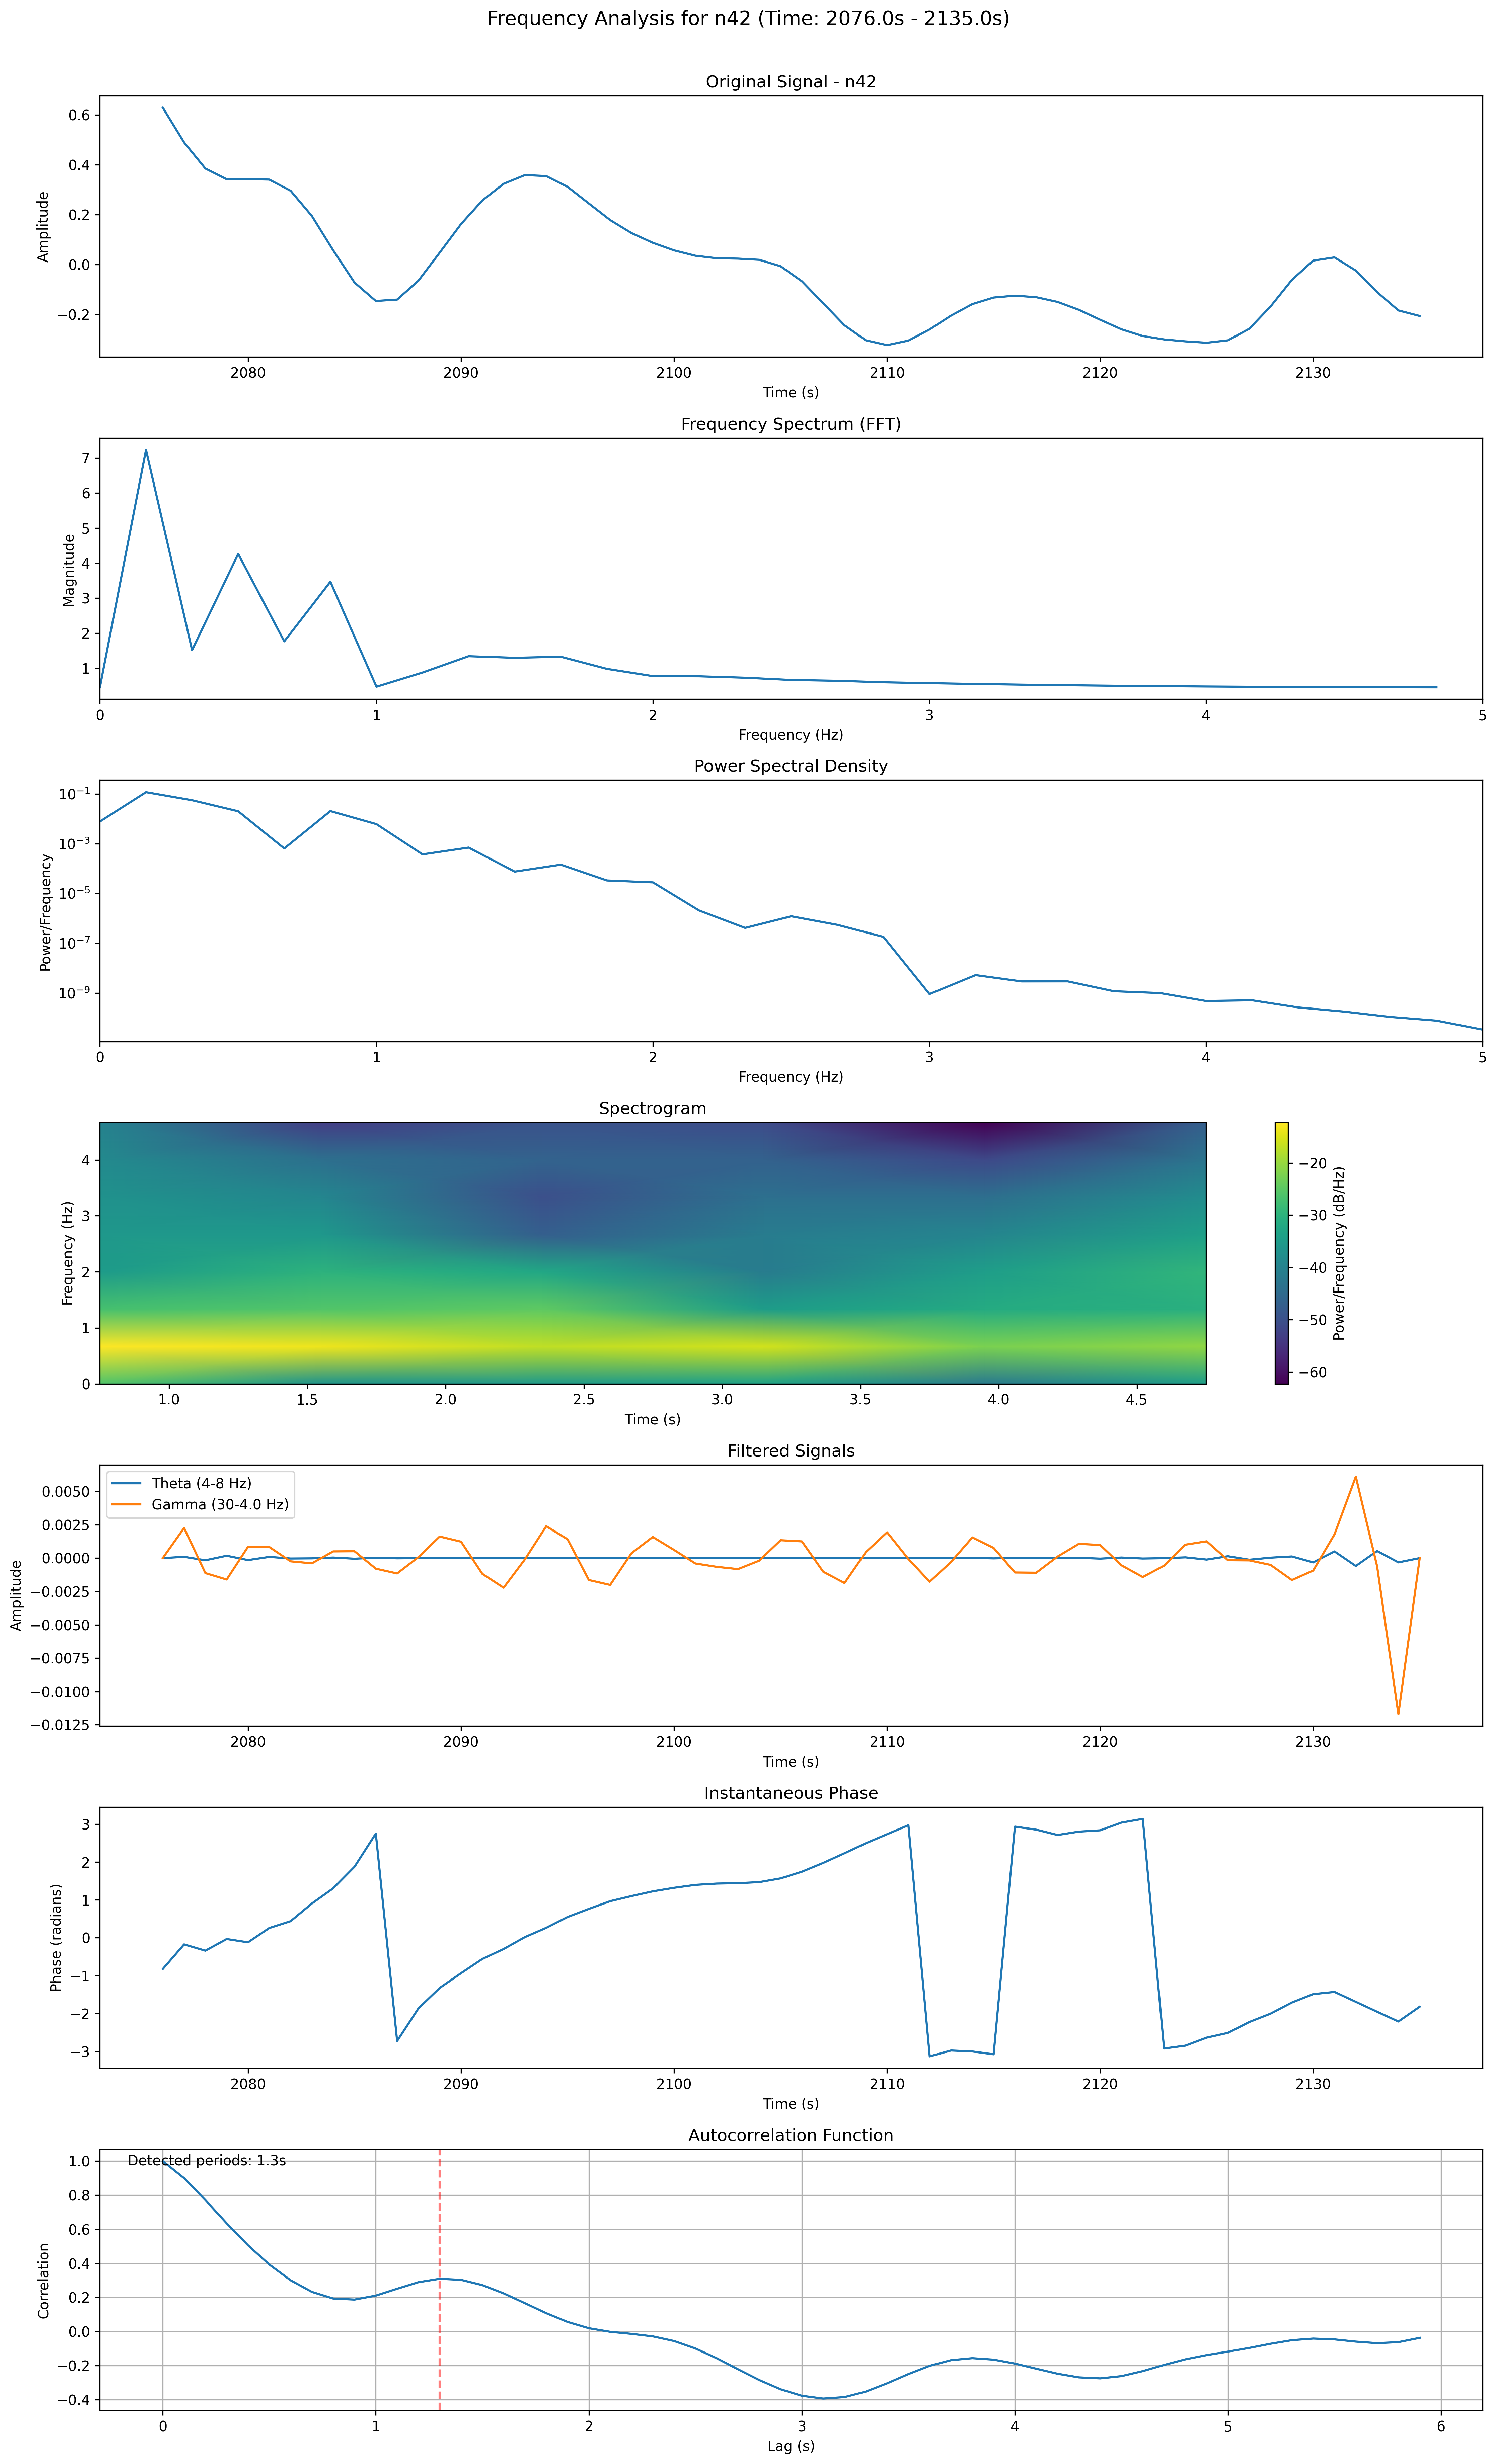 Frequency Analysis for n42 (Time: 2076.0s - 2135.0s)
Original Signal - n42
0.6
0.4
0.2
0.0
−0.2
Amplitude
2080 2090 2100 2110 2120 2130
Time (s)
Frequency Spectrum (FFT)
7
6
5
4
3
2
1
Magnitude
0 1 2 3 4 5
Frequency (Hz)
Power Spectral Density
10⁻¹
10⁻³
10⁻⁵
10⁻⁷
10⁻⁹
Power/Frequency
0 1 2 3 4 5
Frequency (Hz)
Spectrogram
4
3
2
1
0
Frequency (Hz)
1.0 1.5 2.0 2.5 3.0 3.5 4.0 4.5
Time (s)
−20
−30
−40
−50
−60
Power/Frequency (dB/Hz)
Filtered Signals
Theta (4-8 Hz)
Gamma (30-4.0 Hz)
0.0050
0.0025
0.0000
−0.0025
−0.0050
−0.0075
−0.0100
−0.0125
Amplitude
2080 2090 2100 2110 2120 2130
Time (s)
Instantaneous Phase
3
2
1
0
−1
−2
−3
Phase (radians)
2080 2090 2100 2110 2120 2130
Time (s)
Autocorrelation Function
Detected periods: 1.3s
1.0
0.8
0.6
0.4
0.2
0.0
−0.2
−0.4
Correlation
0 1 2 3 4 5 6
Lag (s)